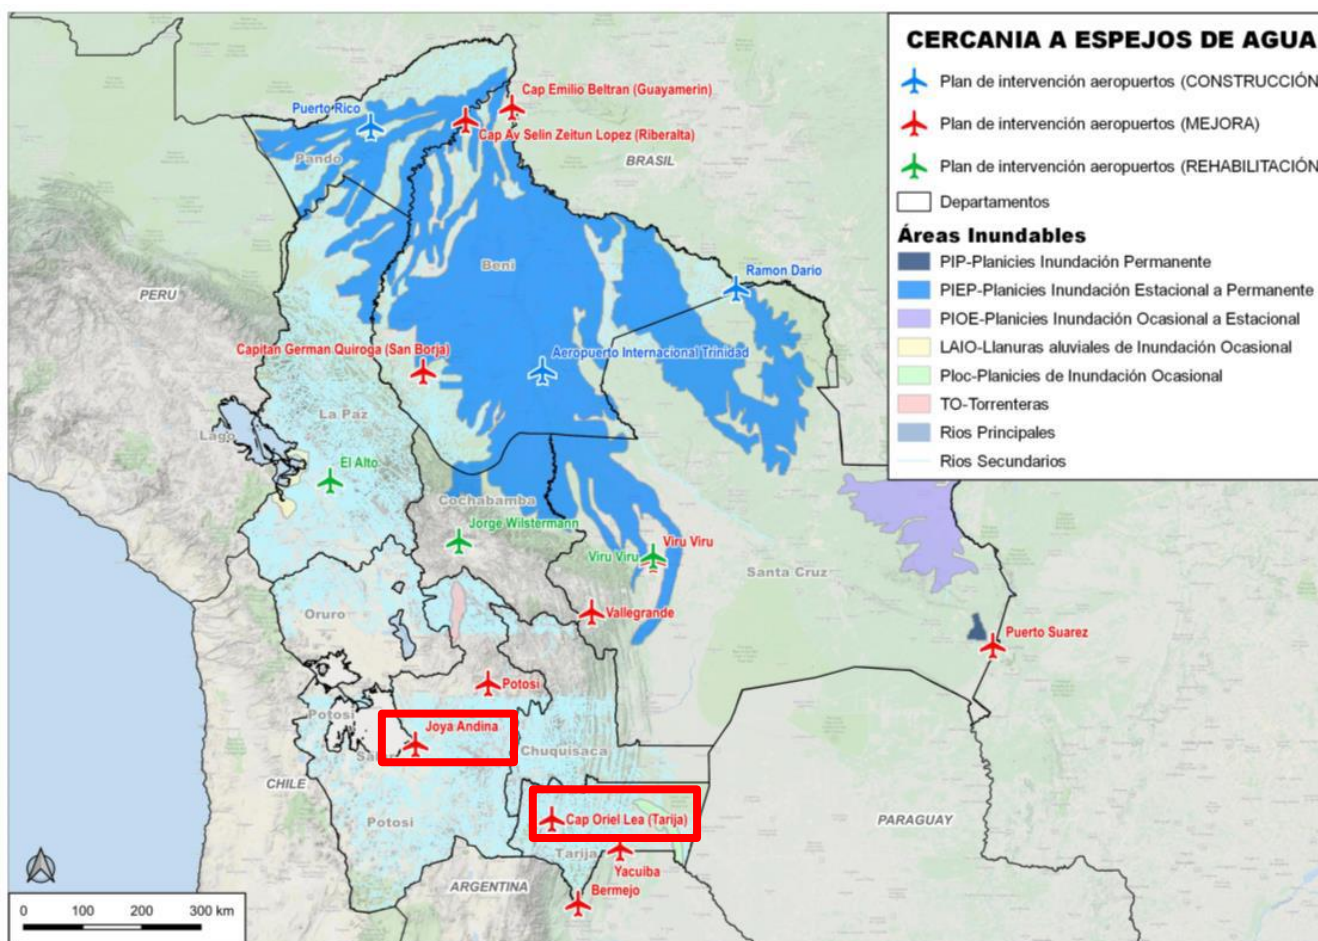 CERCANIA A ESPEJOS DE AGUA
Plan de intervención aeropuertos (CONSTRUCCIÓN
Plan de intervención aeropuertos (MEJORA)
Plan de intervención aeropuertos (REHABILITACIÓN
Departamentos
Áreas Inundables
PIP-Planicies Inundación Permanente
PIEP-Planicies Inundación Estacional a Permanente
PIOE-Planicies Inundación Ocasional a Estacional
LAIO-Llanuras aluviales de Inundación Ocasional
Ploc-Planicies de Inundación Ocasional
TO-Torrenteras
Rios Principales
Rios Secundarios
Cap Emilio Beltran (Guayamerin)
Puerto Rico
Cap Av Selin Zeitun Lopez (Riberalta)
Pando
BRASIL
Beni
Ramon Dario
PERU
Capitan German Quiroga (San Borja)
Aeropuerto Internacional Trinidad
La Paz
Lago
El Alto
Cochabamba
Jorge Wilstermann
Viru Viru
Viru Viru
Santa Cruz
Oruro
Vallegrande
Puerto Suarez
Potosi
Potosi
Joya Andina
Chuquisaca
CHILE
Potosi
Cap Oriel Lea (Tarija)
PARAGUAY
Tarija
Yacuiba
ARGENTINA
Bermejo
0 100 200 300 km